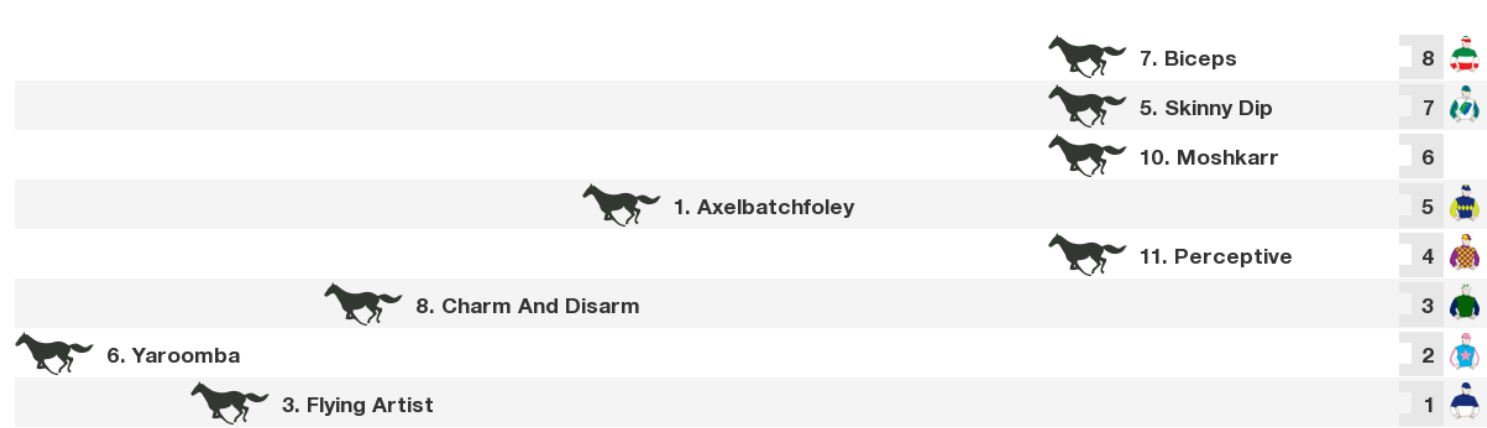 7. Biceps 8
5. Skinny Dip 7
10. Moshkarr 6
1. Axelbatchfoley 5
11. Perceptive 4
8. Charm And Disarm 3
6. Yaroomba 2
3. Flying Artist 1